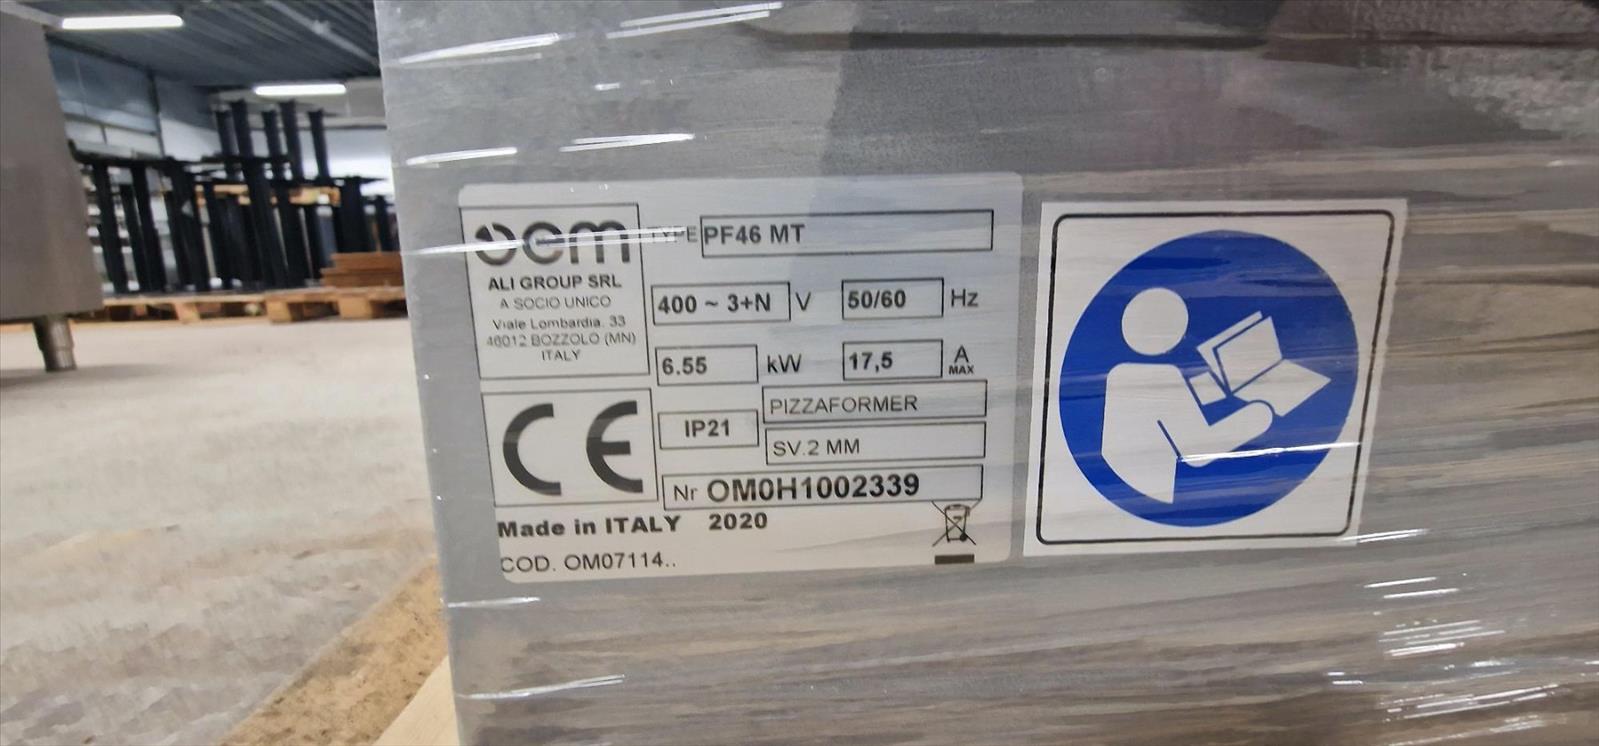 oem
TYPE PF46 MT
ALI GROUP SRL
A SOCIO UNICO
Viale Lombardia. 33
46012 BOZZOLO (MN)
ITALY
400 ~ 3+N V 50/60 Hz
6.55 kW 17,5 A MAX
CE
IP21 PIZZAFORMER
SV.2 MM
Nr OM0H1002339
Made in ITALY 2020
COD. OM07114..